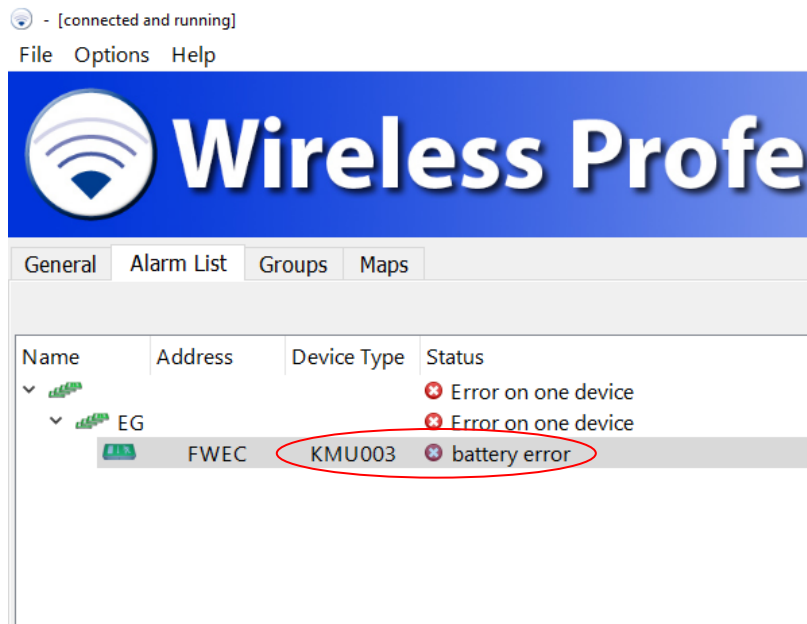 - [connected and running]
File Options Help
Wireless Profe
General Alarm List Groups Maps
Name Address Device Type Status
Error on one device
EG Error on one device
FWEC KMU003 battery error